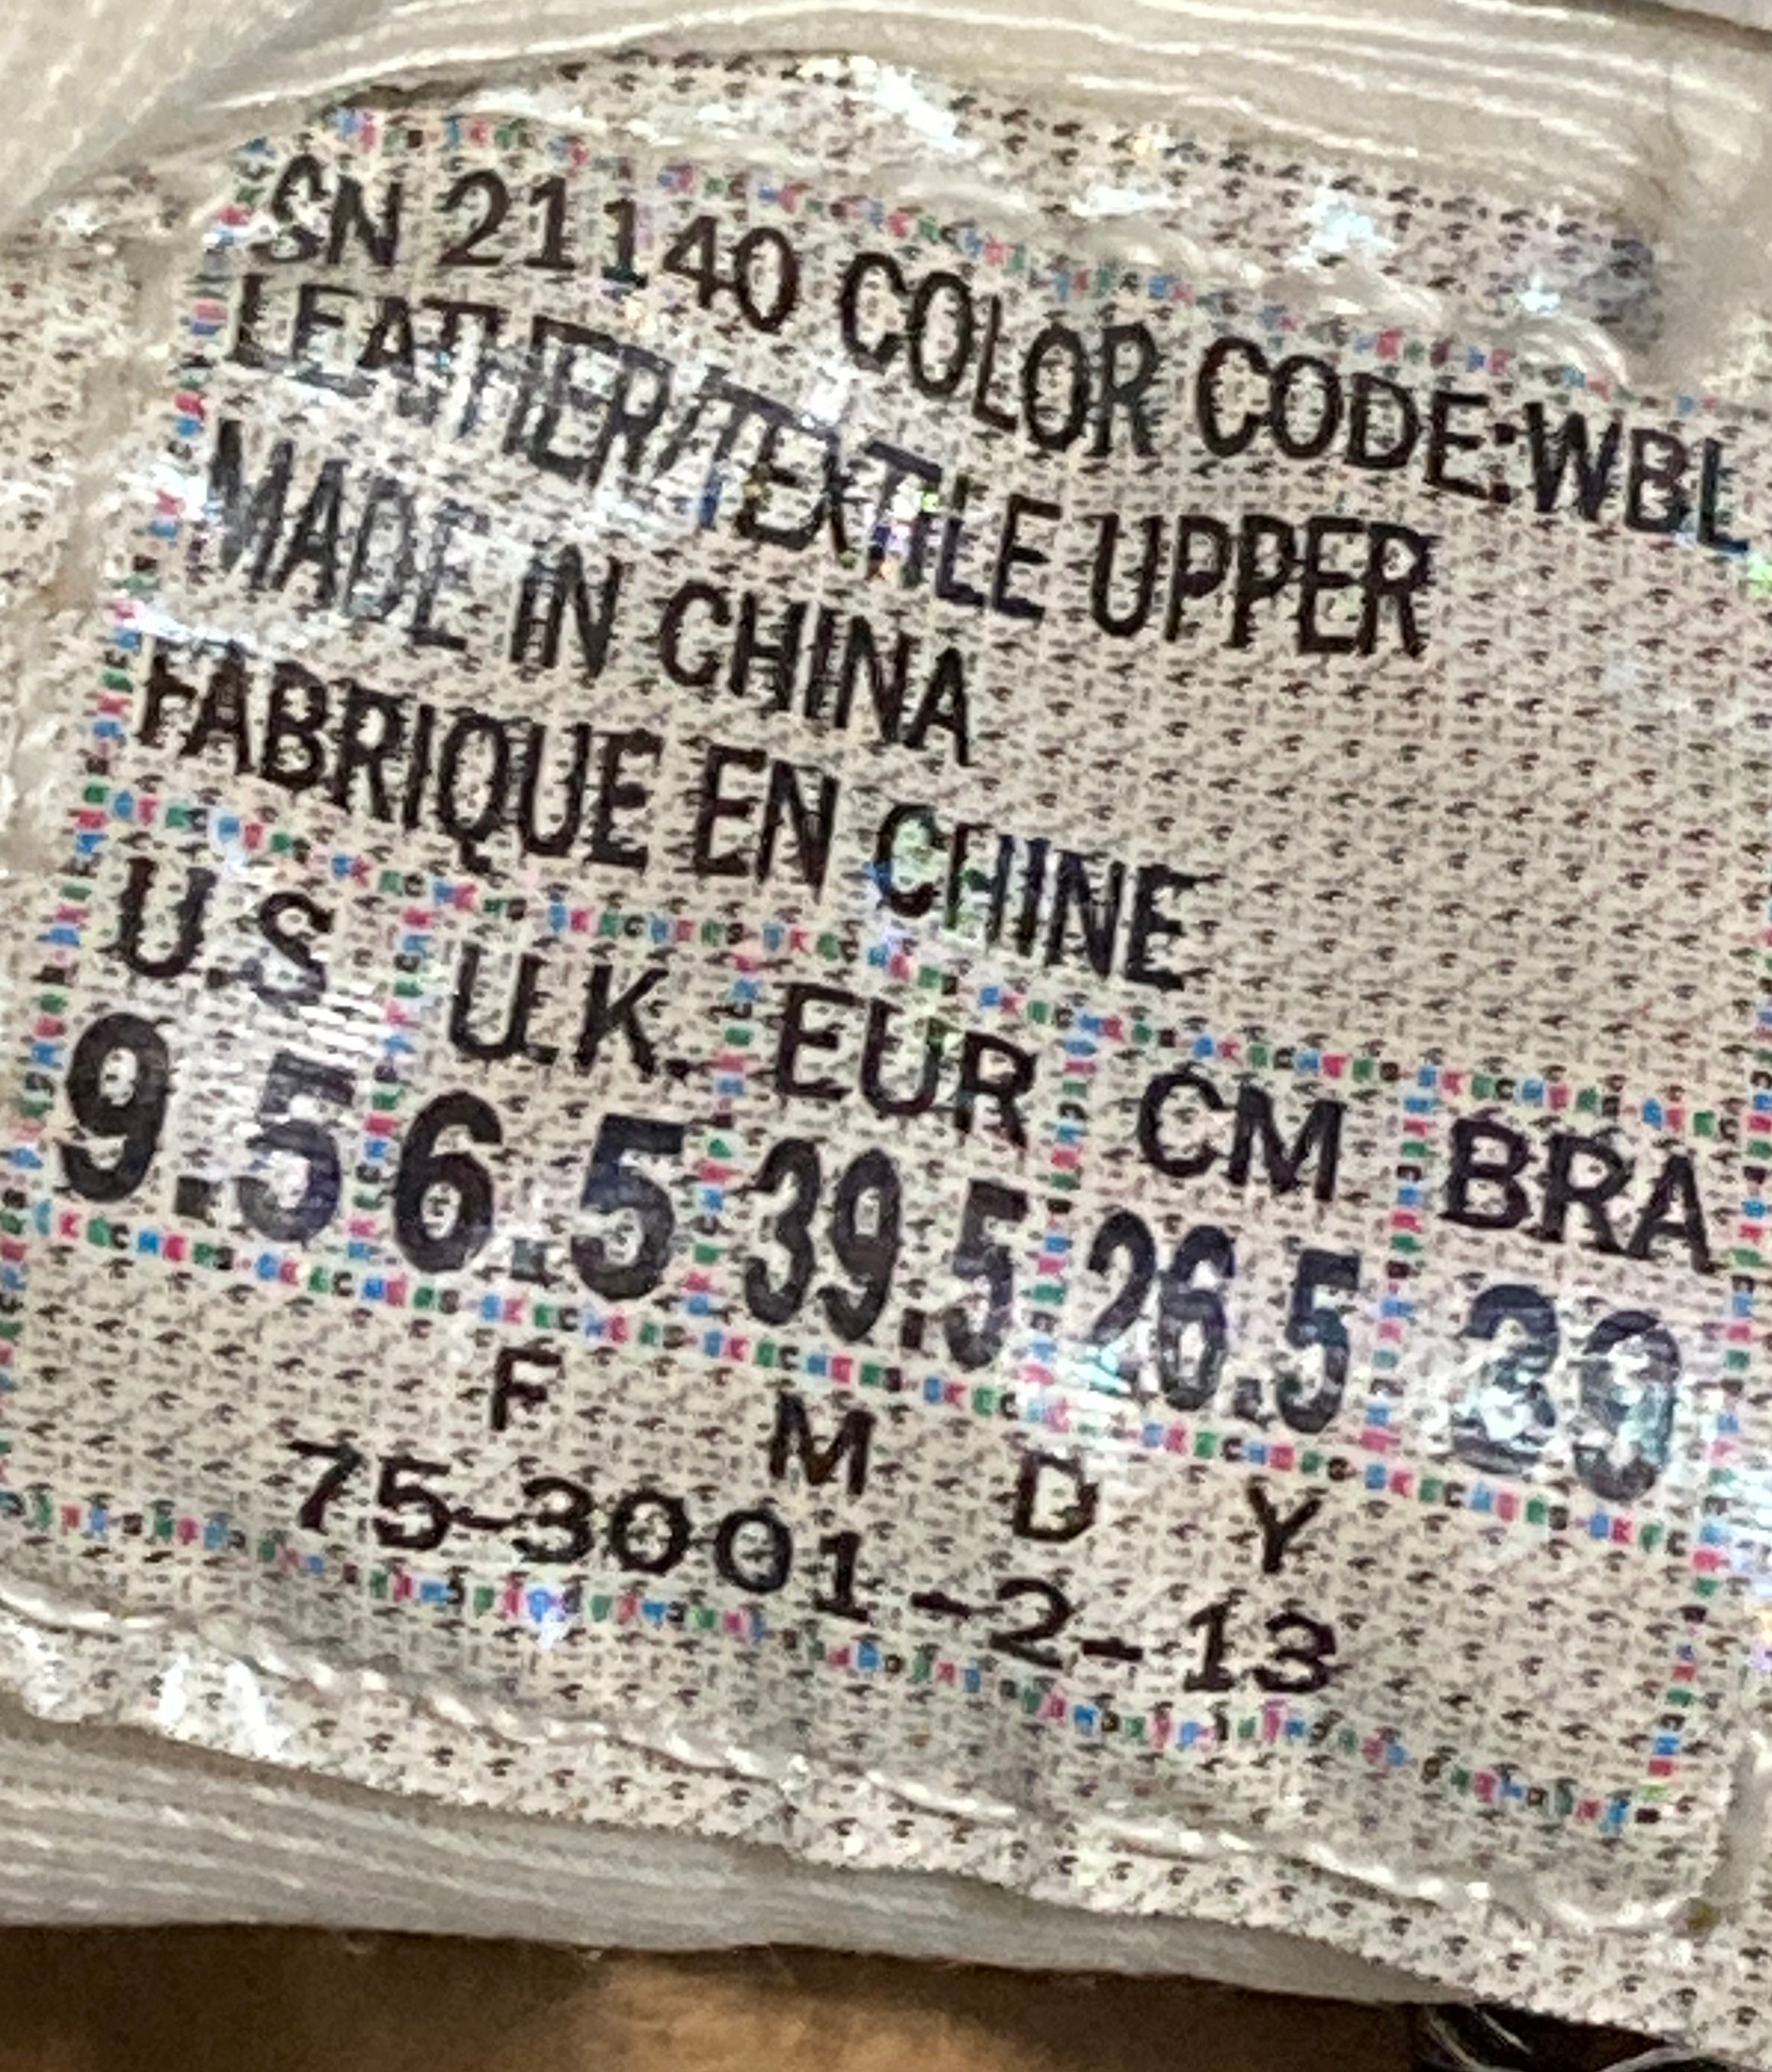 SN 21140 COLOR CODE:WBL
LEATHER/TEXTILE UPPER
MADE IN CHINA
FABRIQUE EN CHINE
U.S U.K. EUR CM BRA
9.5 6.5 39.5 26.5
F M D Y
75-3001-2-13